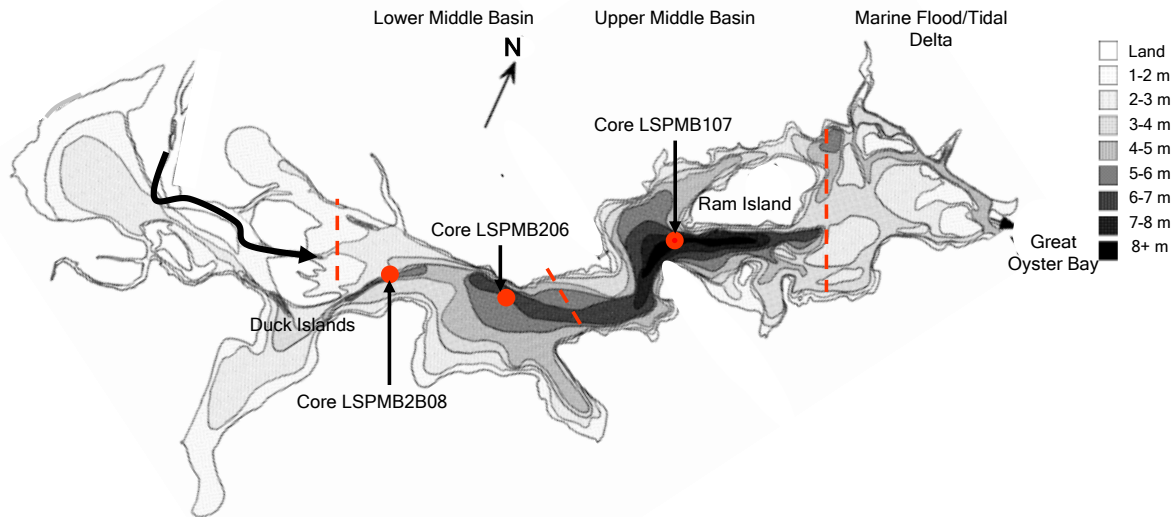 Lower Middle Basin
Upper Middle Basin
Marine Flood/Tidal
Delta
N
Land
1-2 m
2-3 m
3-4 m
4-5 m
5-6 m
6-7 m
7-8 m
8+ m
Core LSPMB107
Ram Island
Core LSPMB206
Great
Oyster Bay
Duck Islands
Core LSPMB2B08